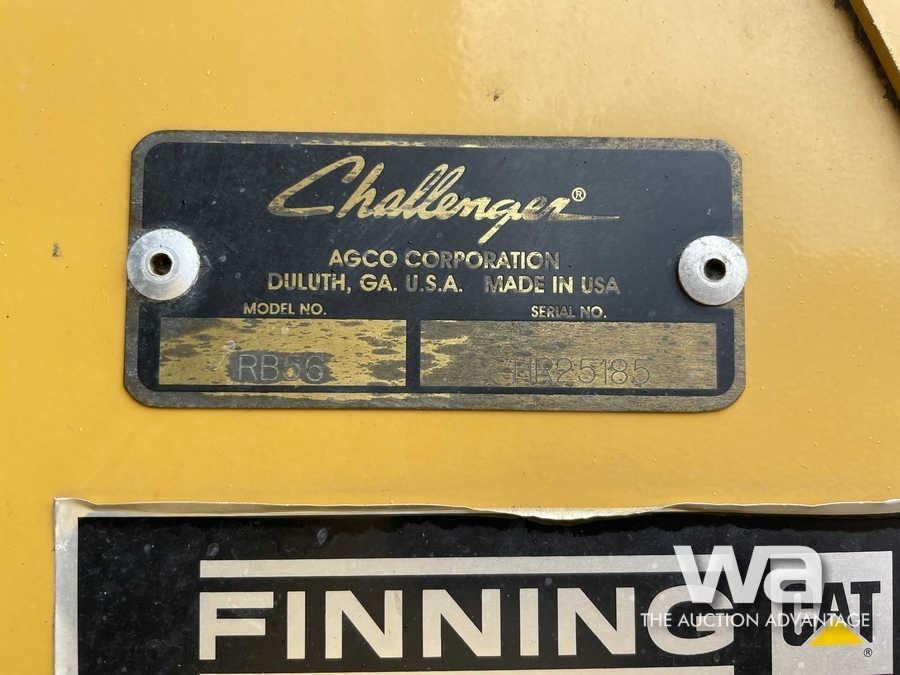 Challenger®
AGCO CORPORATION
DULUTH, GA. U.S.A. MADE IN USA
MODEL NO. SERIAL NO.
RB56 HR25185
FINNING CAT®
wa
THE AUCTION ADVANTAGE